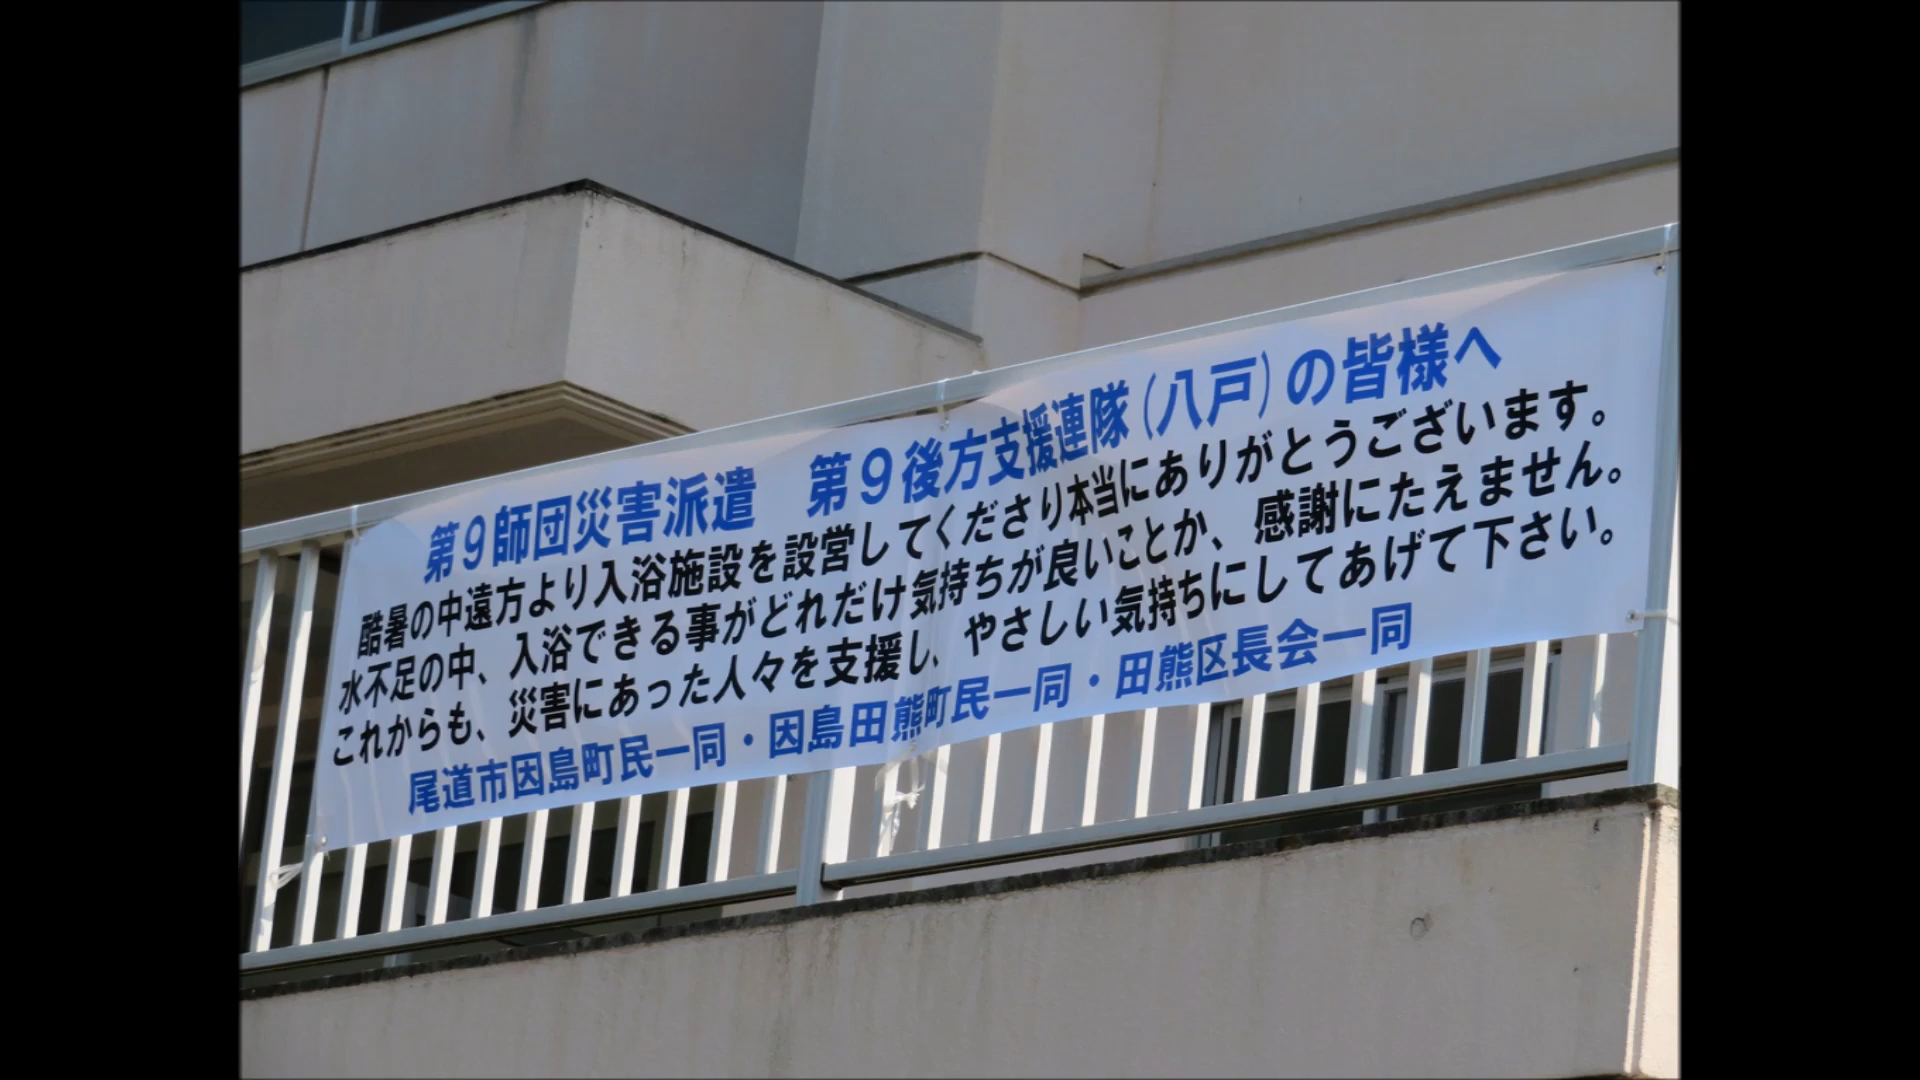 第９師団災害派遣　第９後方支援連隊（八戸）の皆様へ
酷暑の中遠方より入浴施設を設営してくださり本当にありがとうございます。
水不足の中、入浴できる事がどれだけ気持ちが良いことか、感謝にたえません。
これからも、災害にあった人々を支援し、やさしい気持ちにしてあげて下さい。
尾道市因島町民一同・因島田熊町民一同・田熊区長会一同